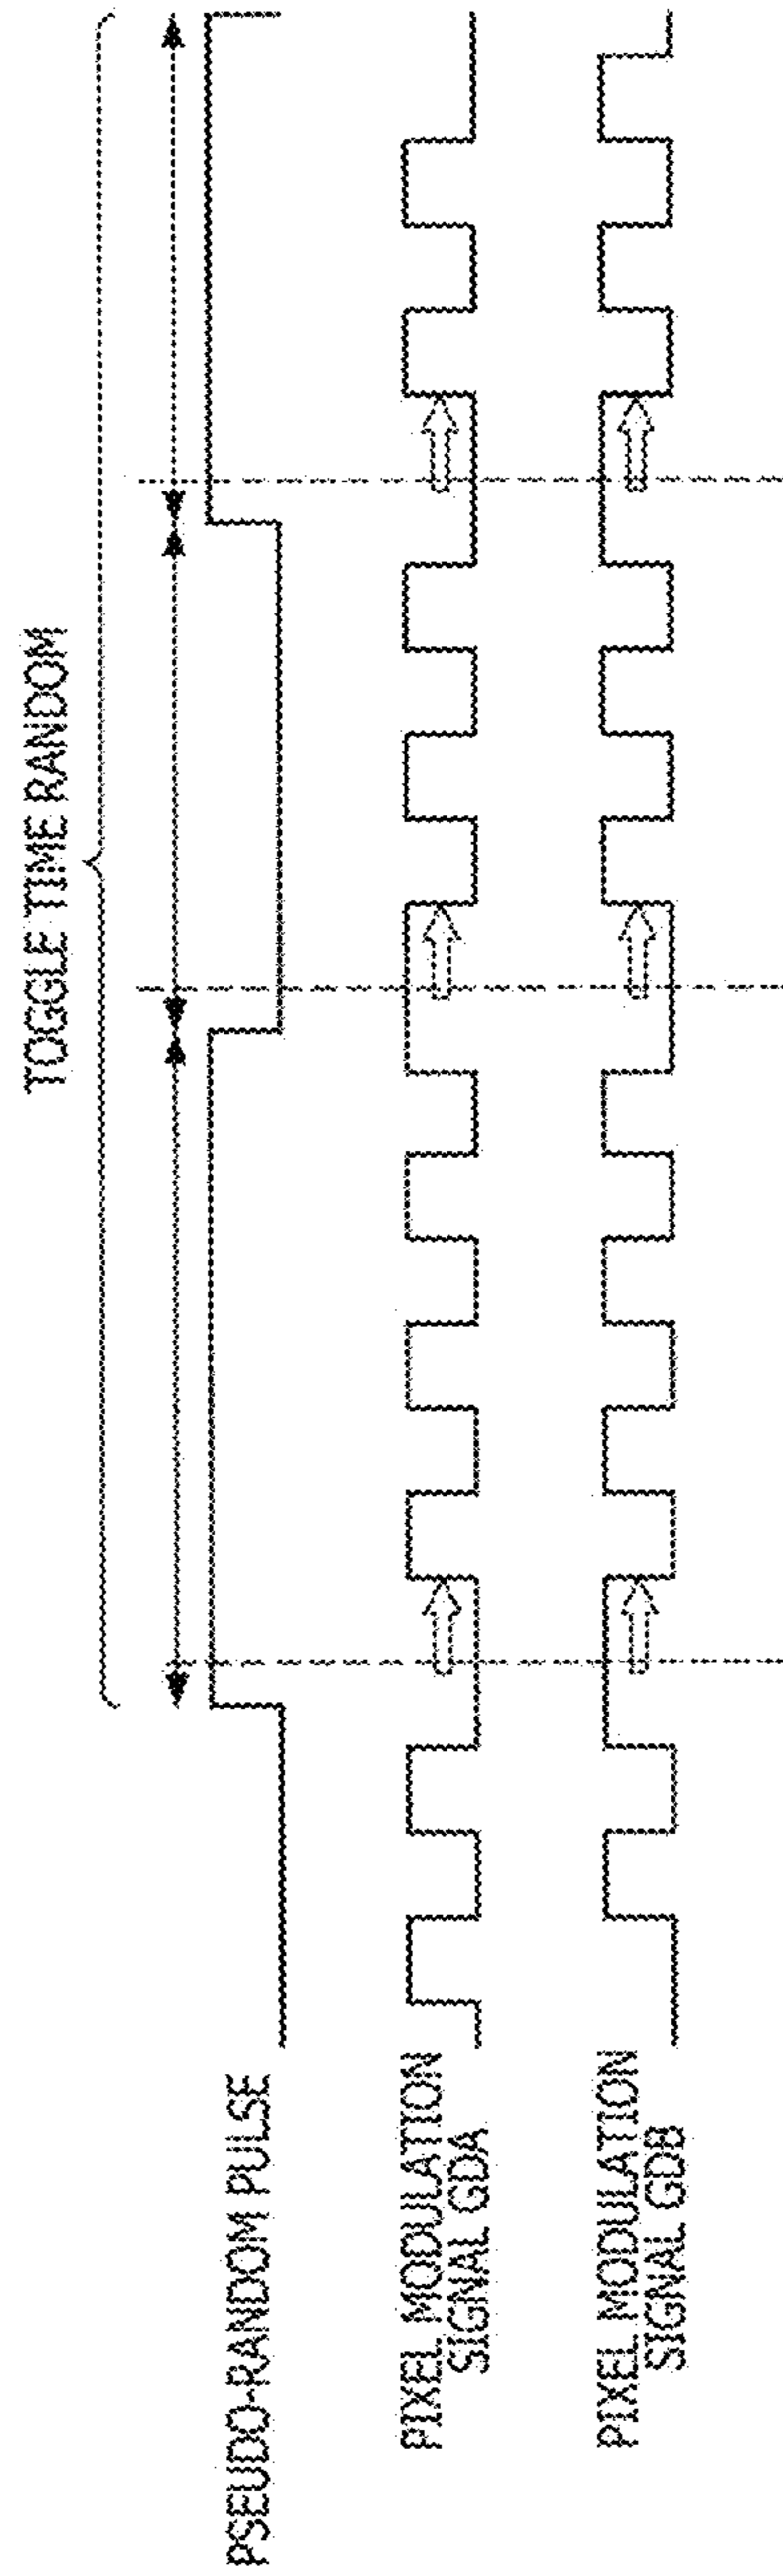 TOGGLE TIME RANDOM
PSEUDO-RANDOM PULSE
PIXEL MODULATION
SIGNAL GDA
PIXEL MODULATION
SIGNAL GDB